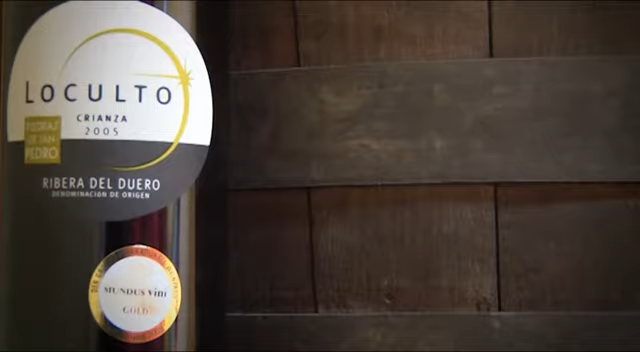 LOCULTO
CRIANZA
2005
PIEDRAS
DE SAN
PEDRO
RIBERA DEL DUERO
DENOMINACION DE ORIGEN
MUNDUS vini
GOLD